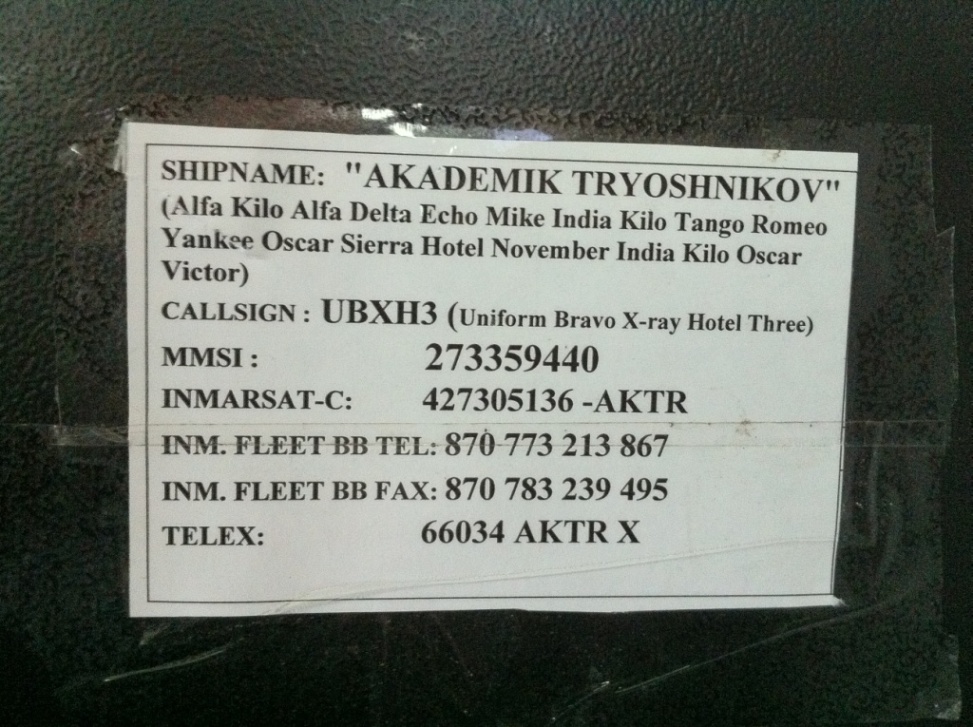 SHIPNAME: "AKADEMIK TRYOSHNIKOV"
(Alfa Kilo Alfa Delta Echo Mike India Kilo Tango Romeo
Yankee Oscar Sierra Hotel November India Kilo Oscar
Victor)
CALLSIGN : UBXH3 (Uniform Bravo X-ray Hotel Three)
MMSI : 273359440
INMARSAT-C: 427305136 -AKTR
INM. FLEET BB TEL: 870 773 213 867
INM. FLEET BB FAX: 870 783 239 495
TELEX: 66034 AKTR X